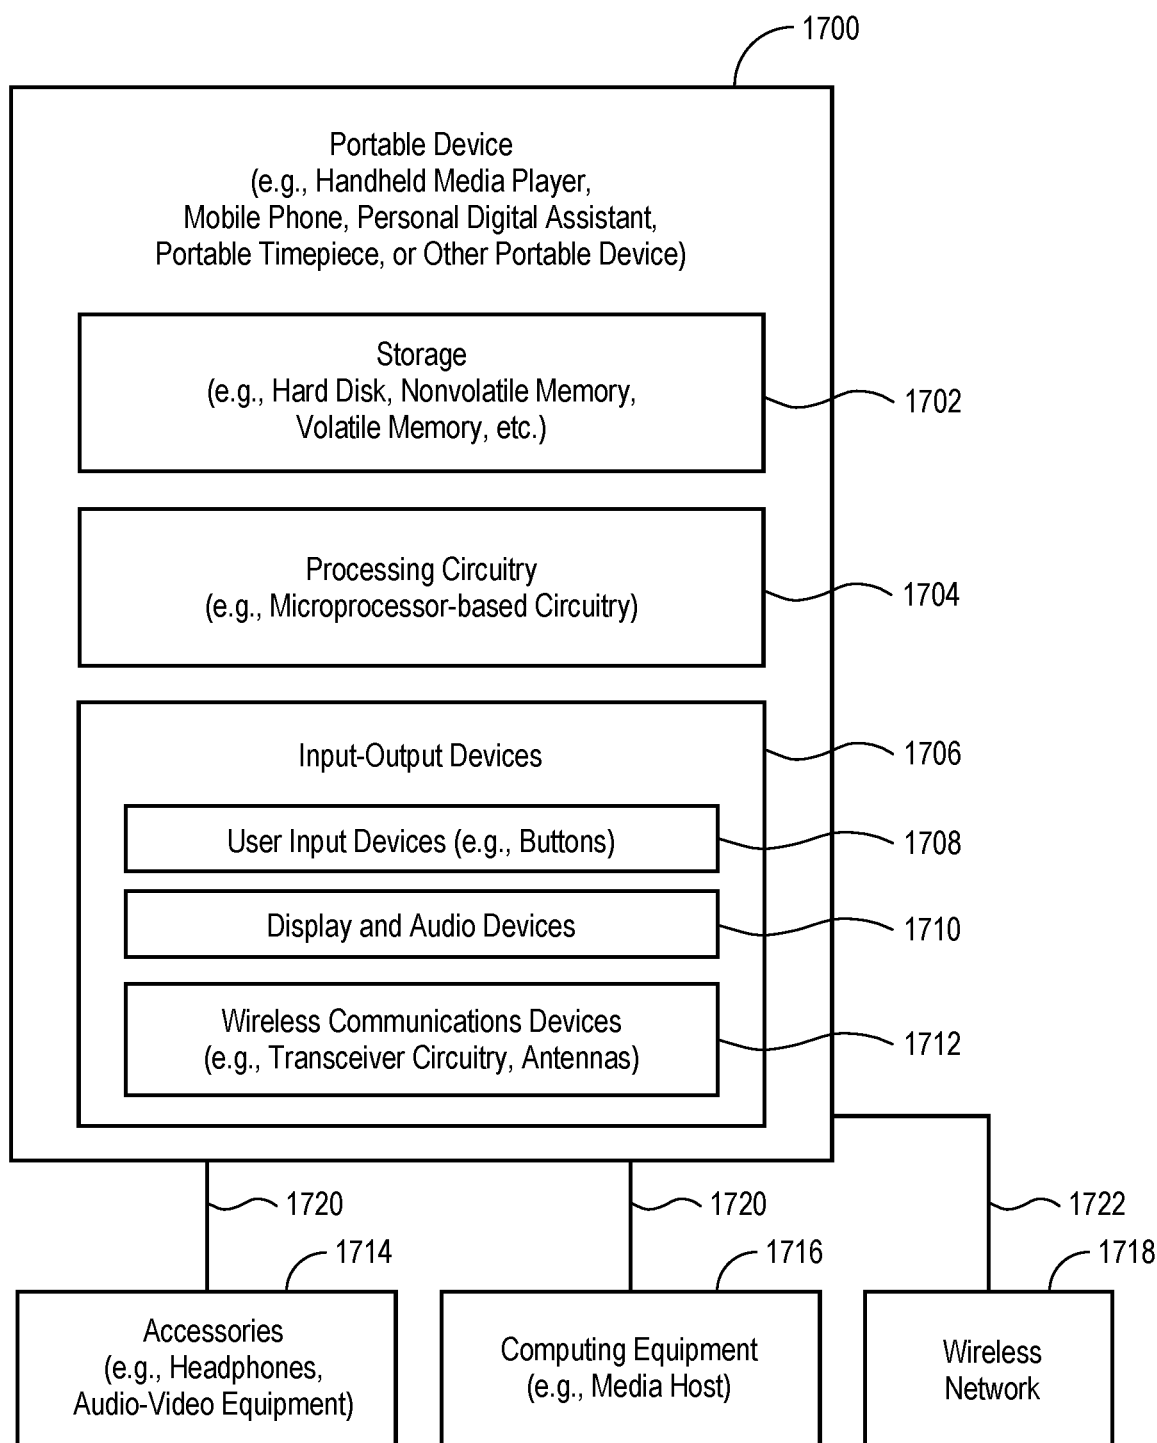 1700
Portable Device
(e.g., Handheld Media Player,
Mobile Phone, Personal Digital Assistant,
Portable Timepiece, or Other Portable Device)
Storage
(e.g., Hard Disk, Nonvolatile Memory,
Volatile Memory, etc.)
1702
Processing Circuitry
(e.g., Microprocessor-based Circuitry)
1704
Input-Output Devices
1706
User Input Devices (e.g., Buttons)
1708
Display and Audio Devices
1710
Wireless Communications Devices
(e.g., Transceiver Circuitry, Antennas)
1712
1720
1720
1722
1714
1716
1718
Accessories
(e.g., Headphones,
Audio-Video Equipment)
Computing Equipment
(e.g., Media Host)
Wireless
Network